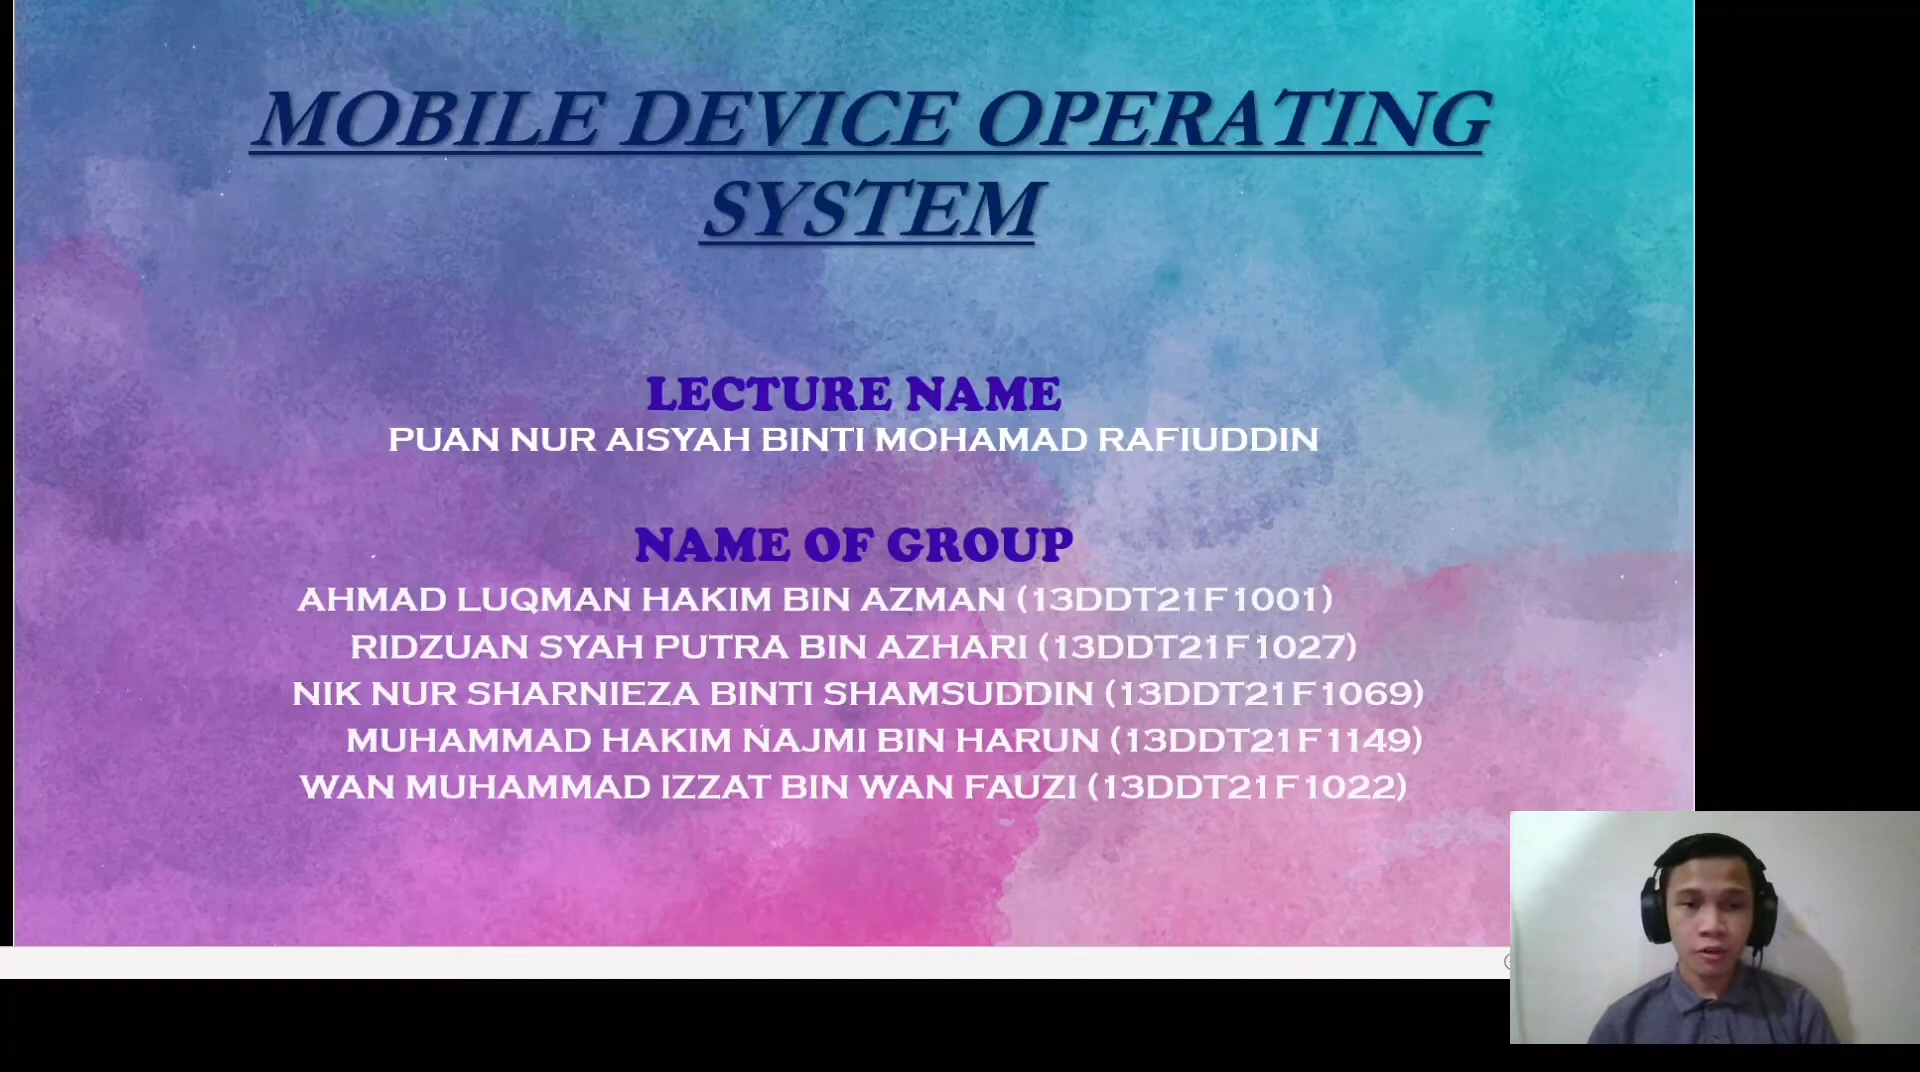 MOBILE DEVICE OPERATING
SYSTEM
LECTURE NAME
PUAN NUR AISYAH BINTI MOHAMAD RAFIUDDIN
NAME OF GROUP
AHMAD LUQMAN HAKIM BIN AZMAN (13DDT21F1001)
RIDZUAN SYAH PUTRA BIN AZHARI (13DDT21F1027)
NIK NUR SHARNIEZA BINTI SHAMSUDDIN (13DDT21F1069)
MUHAMMAD HAKIM NAJMI BIN HARUN (13DDT21F1149)
WAN MUHAMMAD IZZAT BIN WAN FAUZI (13DDT21F1022)